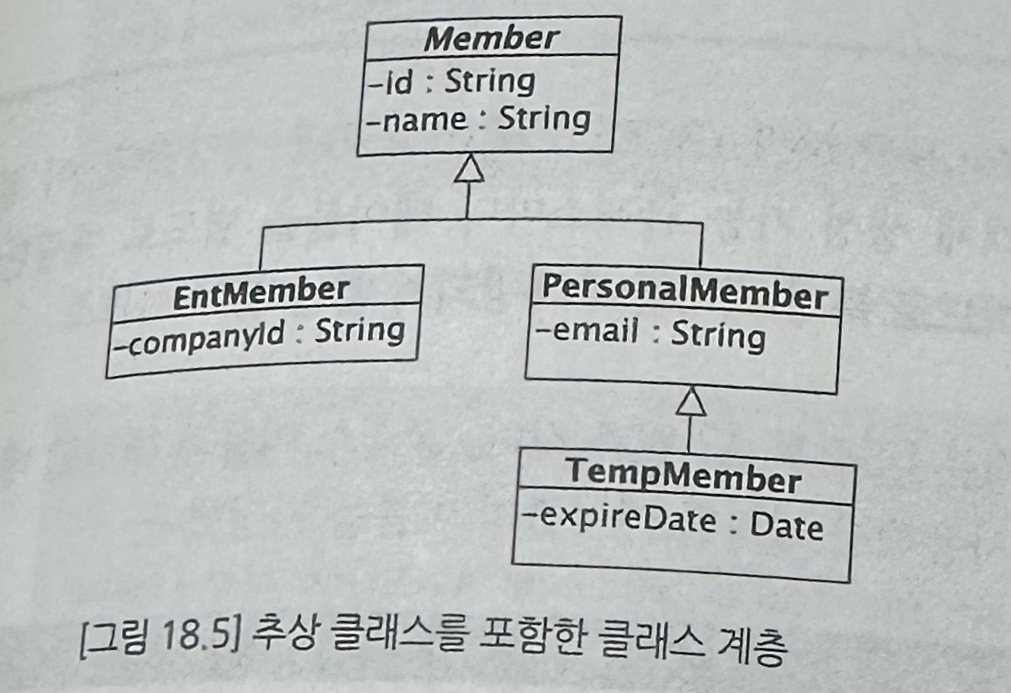 Member
-id : String
-name : String
EntMember
-companyId : String
PersonalMember
-email : String
TempMember
-expireDate : Date
[그림 18.5] 추상 클래스를 포함한 클래스 계층